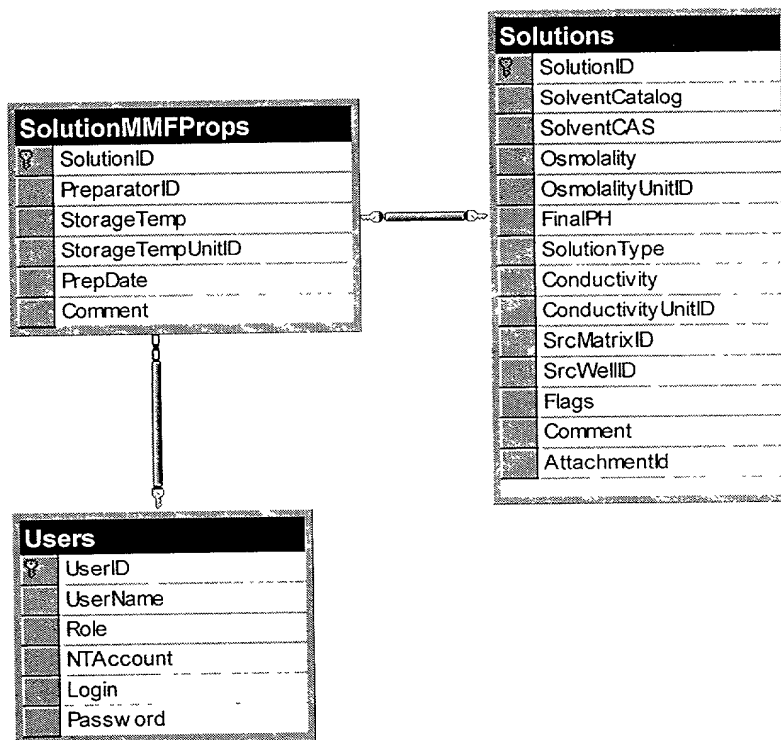 SolutionMMFProps
SolutionID
PreparatorID
StorageTemp
StorageTempUnitID
PrepDate
Comment
Solutions
SolutionID
SolventCatalog
SolventCAS
Osmolality
OsmolalityUnitID
FinalPH
SolutionType
Conductivity
ConductivityUnitID
SrcMatrixID
SrcWellID
Flags
Comment
AttachmentId
Users
UserID
UserName
Role
NTAccount
Login
Password